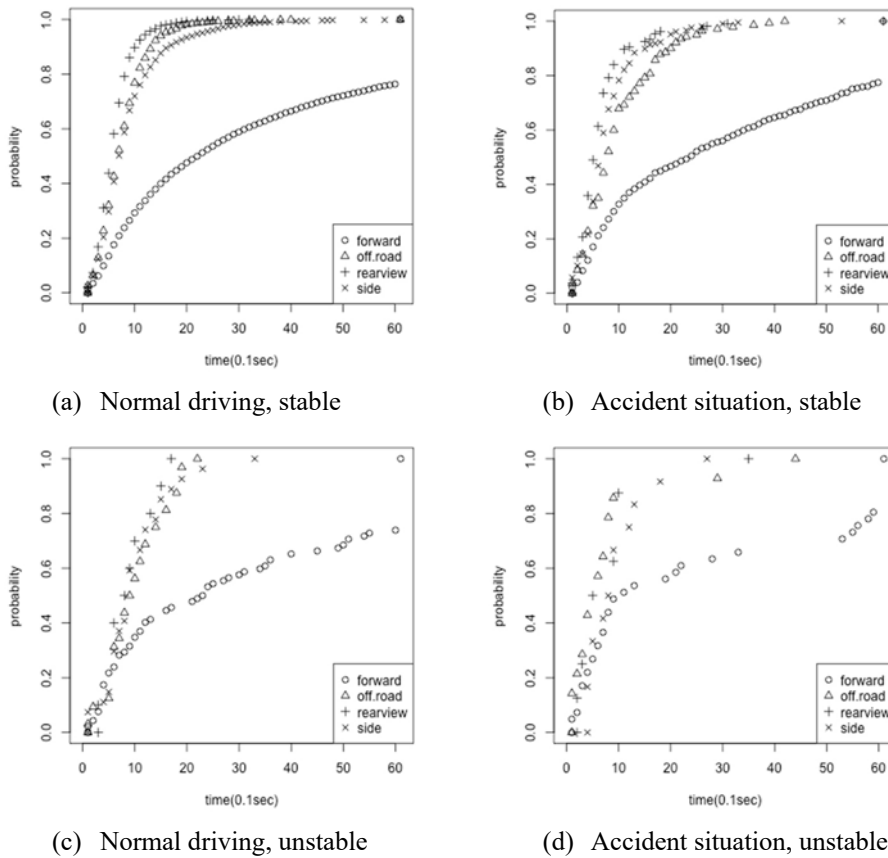 probability
1.0
0.8
0.6
0.4
0.2
0.0
forward
off.road
rearview
side
0 10 20 30 40 50 60
time(0.1sec)
(a) Normal driving, stable
probability
1.0
0.8
0.6
0.4
0.2
0.0
forward
off.road
rearview
side
0 10 20 30 40 50 60
time(0.1sec)
(b) Accident situation, stable
probability
1.0
0.8
0.6
0.4
0.2
0.0
forward
off.road
rearview
side
0 10 20 30 40 50 60
time(0.1sec)
(c) Normal driving, unstable
probability
1.0
0.8
0.6
0.4
0.2
0.0
forward
off.road
rearview
side
0 10 20 30 40 50 60
time(0.1sec)
(d) Accident situation, unstable